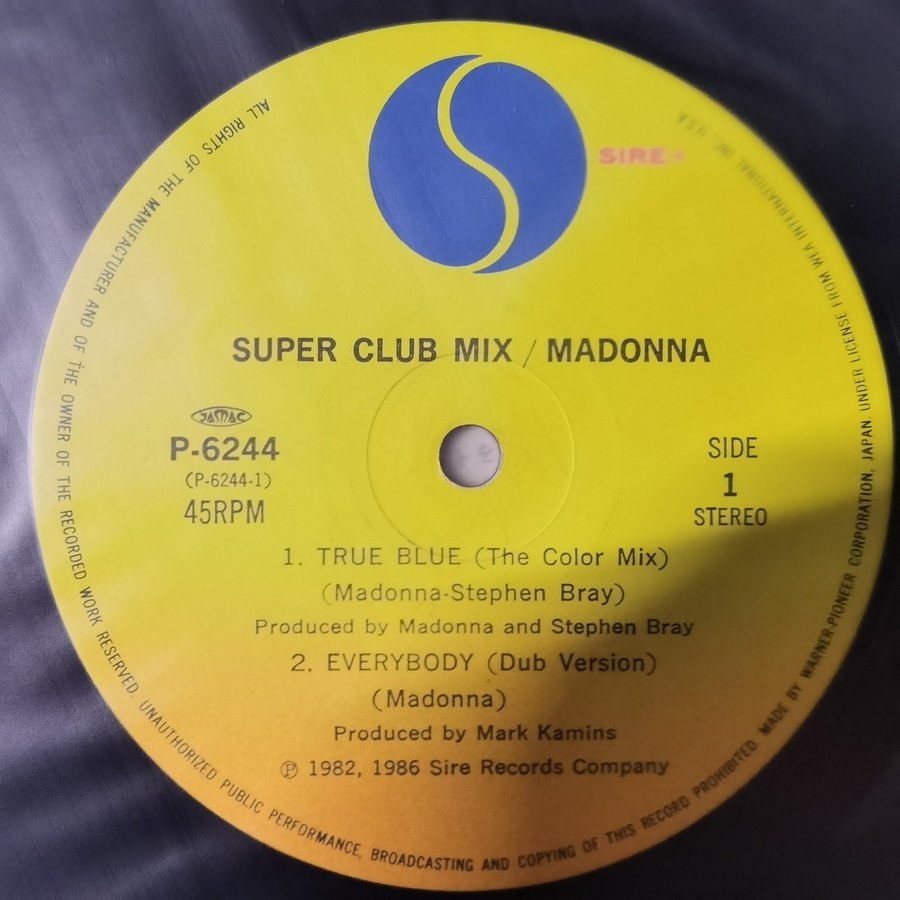 SIRE
SUPER CLUB MIX / MADONNA
JASRAC
P-6244
(P-6244-1)
45RPM
SIDE
1
STEREO
1. TRUE BLUE (The Color Mix)
(Madonna-Stephen Bray)
Produced by Madonna and Stephen Bray
2. EVERYBODY (Dub Version)
(Madonna)
Produced by Mark Kamins
℗ 1982, 1986 Sire Records Company
ALL RIGHTS OF THE MANUFACTURER AND OF THE OWNER OF THE RECORDED WORK RESERVED. UNAUTHORIZED PUBLIC PERFORMANCE, BROADCASTING AND COPYING OF THIS RECORD PROHIBITED. MADE BY WARNER-PIONEER CORPORATION, JAPAN. UNDER LICENSE FROM WEA INTERNATIONAL INC. USA